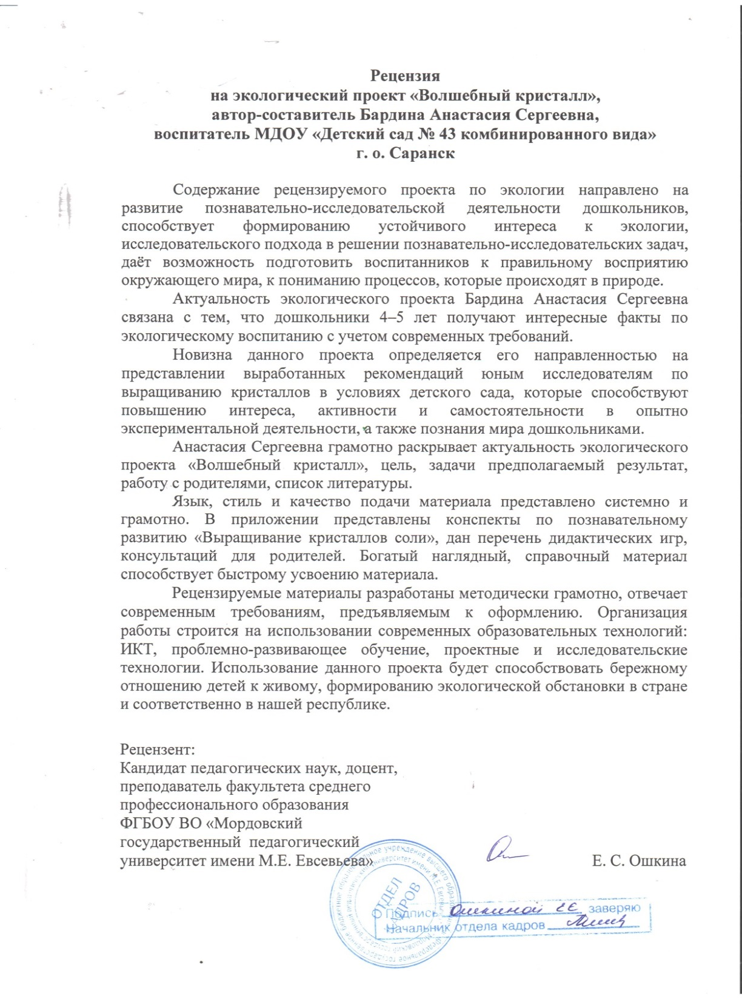 Рецензия
на экологический проект «Волшебный кристалл»,
автор-составитель Бардина Анастасия Сергеевна,
воспитатель МДОУ «Детский сад № 43 комбинированного вида»
г. о. Саранск
Содержание рецензируемого проекта по экологии направлено на
развитие познавательно-исследовательской деятельности дошкольников,
способствует формированию устойчивого интереса к экологии,
исследовательского подхода в решении познавательно-исследовательских задач,
даёт возможность подготовить воспитанников к правильному восприятию
окружающего мира, к пониманию процессов, которые происходят в природе.
Актуальность экологического проекта Бардина Анастасия Сергеевна
связана с тем, что дошкольники 4–5 лет получают интересные факты по
экологическому воспитанию с учетом современных требований.
Новизна данного проекта определяется его направленностью на
представлении выработанных рекомендаций юным исследователям по
выращиванию кристаллов в условиях детского сада, которые способствуют
повышению интереса, активности и самостоятельности в опытно
экспериментальной деятельности, а также познания мира дошкольниками.
Анастасия Сергеевна грамотно раскрывает актуальность экологического
проекта «Волшебный кристалл», цель, задачи предполагаемый результат,
работу с родителями, список литературы.
Язык, стиль и качество подачи материала представлено системно и
грамотно. В приложении представлены конспекты по познавательному
развитию «Выращивание кристаллов соли», дан перечень дидактических игр,
консультаций для родителей. Богатый наглядный, справочный материал
способствует быстрому усвоению материала.
Рецензируемые материалы разработаны методически грамотно, отвечает
современным требованиям, предъявляемым к оформлению. Организация
работы строится на использовании современных образовательных технологий:
ИКТ, проблемно-развивающее обучение, проектные и исследовательские
технологии. Использование данного проекта будет способствовать бережному
отношению детей к живому, формированию экологической обстановки в стране
и соответственно в нашей республике.
Рецензент:
Кандидат педагогических наук, доцент,
преподаватель факультета среднего
профессионального образования
ФГБОУ ВО «Мордовский
государственный педагогический
университет имени М.Е. Евсевьева»
Е. С. Ошкина
ОТДЕЛ
КАДРОВ
Подпись Ошкиной Е С заверяю
Начальник отдела кадров